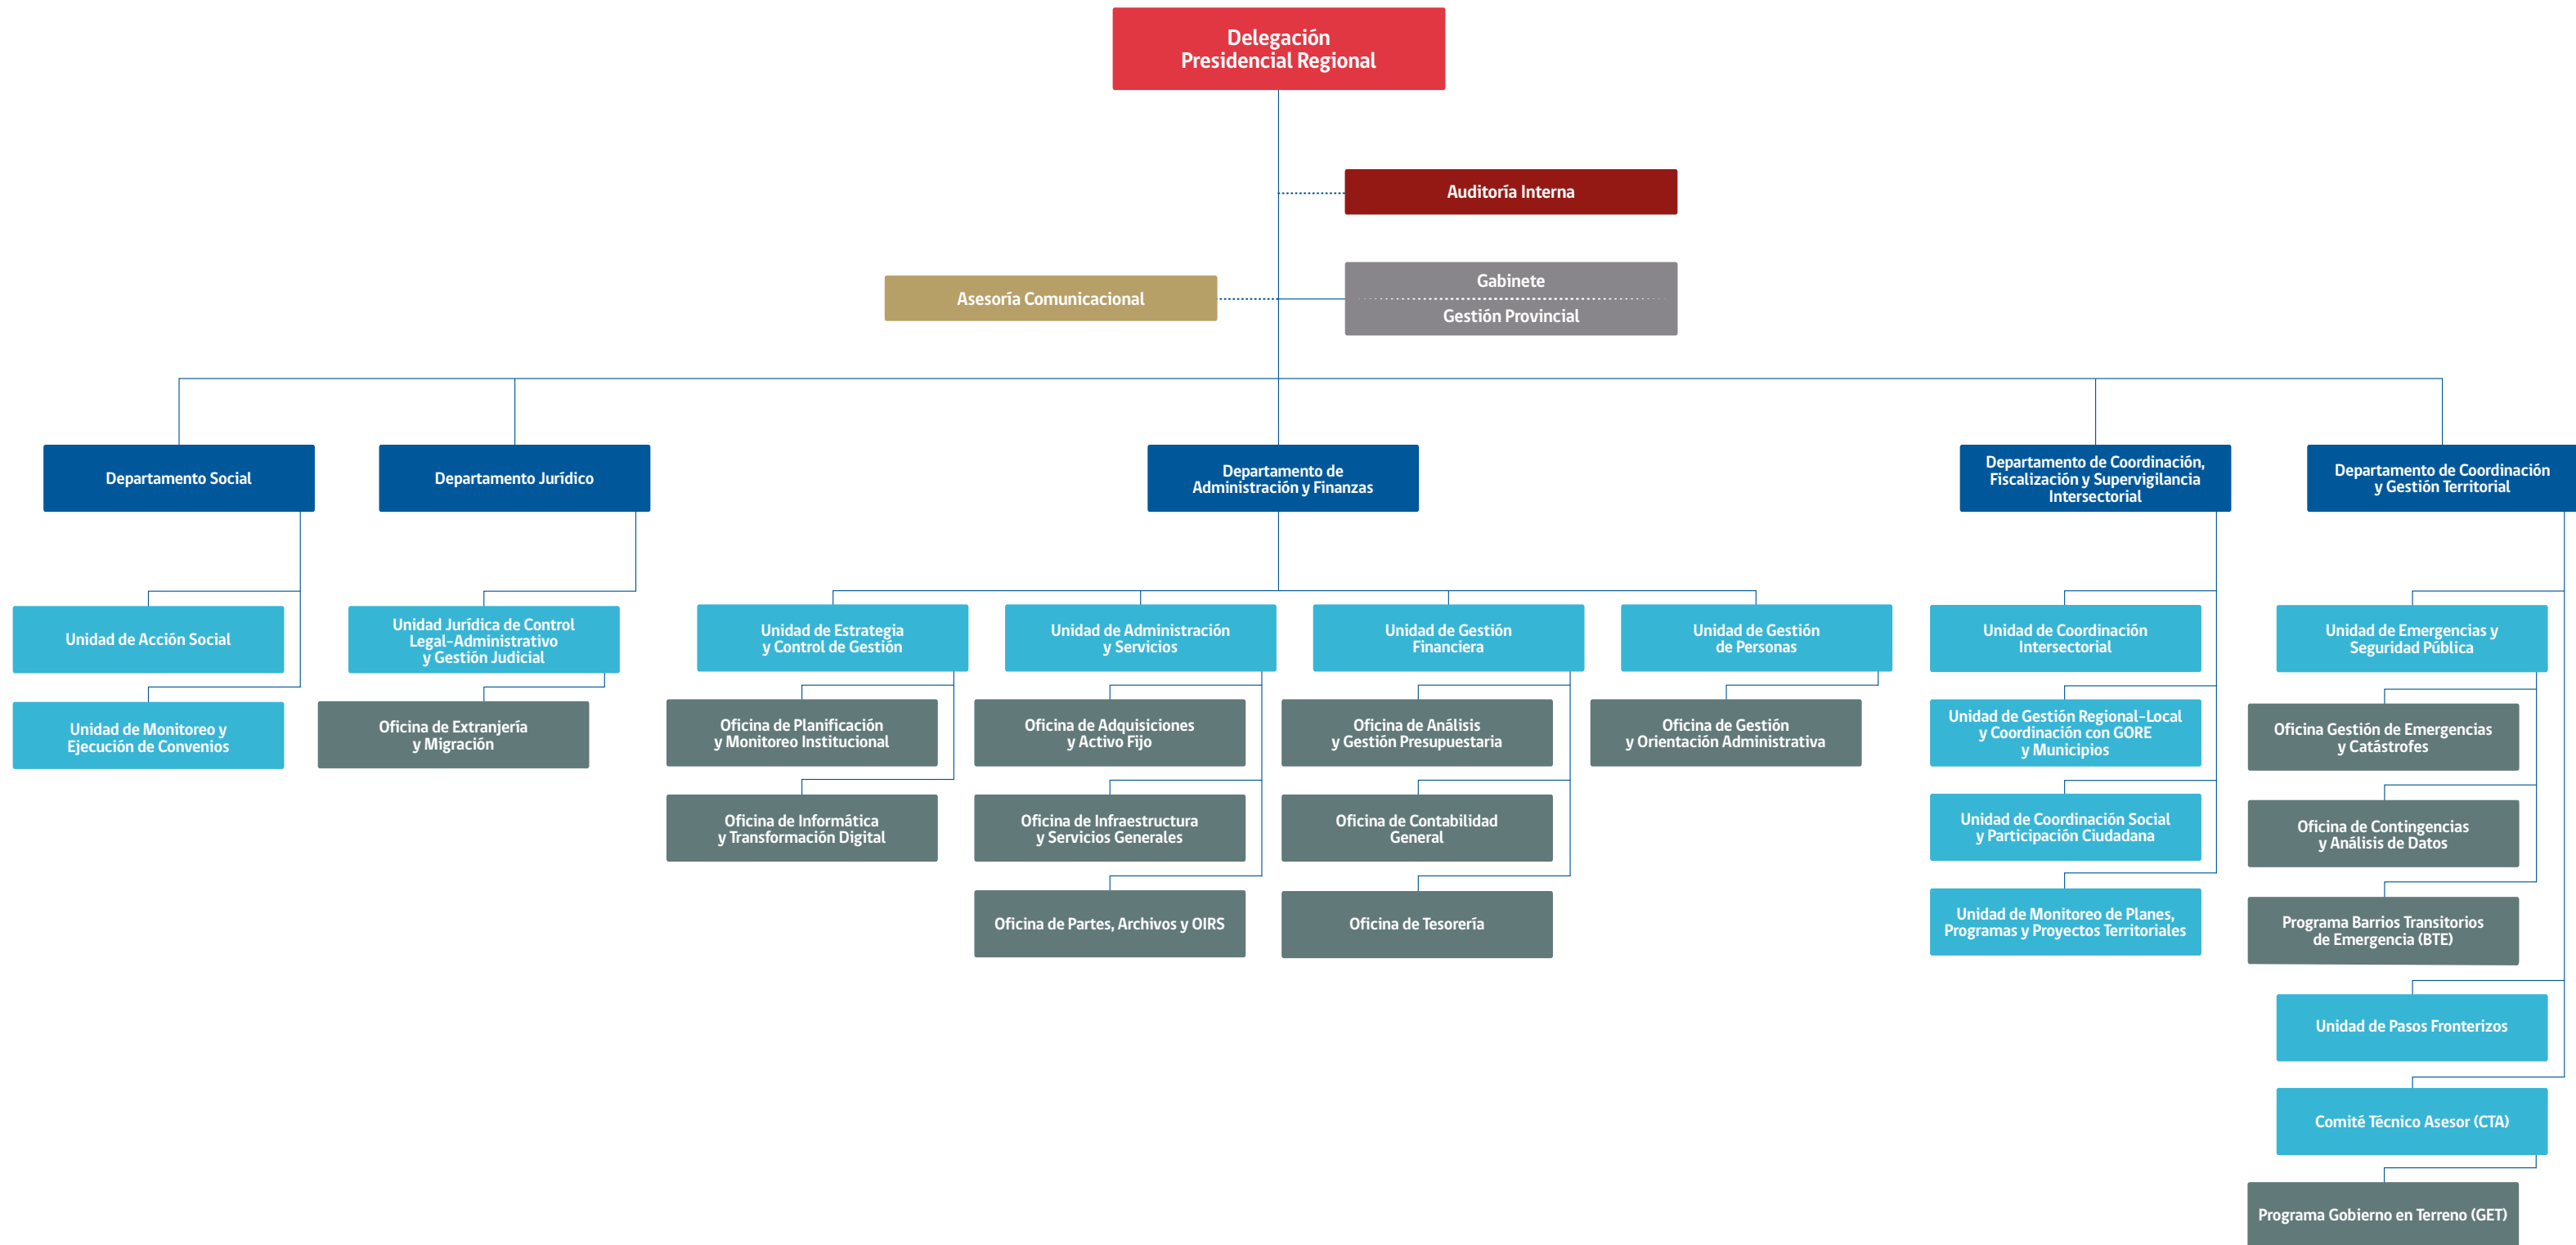 Delegación
Presidencial Regional
Auditoría Interna
Asesoría Comunicacional
Gabinete
Gestión Provincial
Departamento Social
Departamento Jurídico
Departamento de
Administración y Finanzas
Departamento de Coordinación,
Fiscalización y Supervigilancia
Intersectorial
Departamento de Coordinación
y Gestión Territorial
Unidad de Acción Social
Unidad de Monitoreo y
Ejecución de Convenios
Unidad Jurídica de Control
Legal-Administrativo
y Gestión Judicial
Oficina de Extranjería
y Migración
Unidad de Estrategia
y Control de Gestión
Oficina de Planificación
y Monitoreo Institucional
Oficina de Informática
y Transformación Digital
Unidad de Administración
y Servicios
Oficina de Adquisiciones
y Activo Fijo
Oficina de Infraestructura
y Servicios Generales
Oficina de Partes, Archivos y OIRS
Unidad de Gestión
Financiera
Oficina de Análisis
y Gestión Presupuestaria
Oficina de Contabilidad
General
Oficina de Tesorería
Unidad de Gestión
de Personas
Oficina de Gestión
y Orientación Administrativa
Unidad de Coordinación
Intersectorial
Unidad de Gestión Regional-Local
y Coordinación con GORE
y Municipios
Unidad de Coordinación Social
y Participación Ciudadana
Unidad de Monitoreo de Planes,
Programas y Proyectos Territoriales
Unidad de Emergencias y
Seguridad Pública
Oficina Gestión de Emergencias
y Catástrofes
Oficina de Contingencias
y Análisis de Datos
Programa Barrios Transitorios
de Emergencia (BTE)
Unidad de Pasos Fronterizos
Comité Técnico Asesor (CTA)
Programa Gobierno en Terreno (GET)